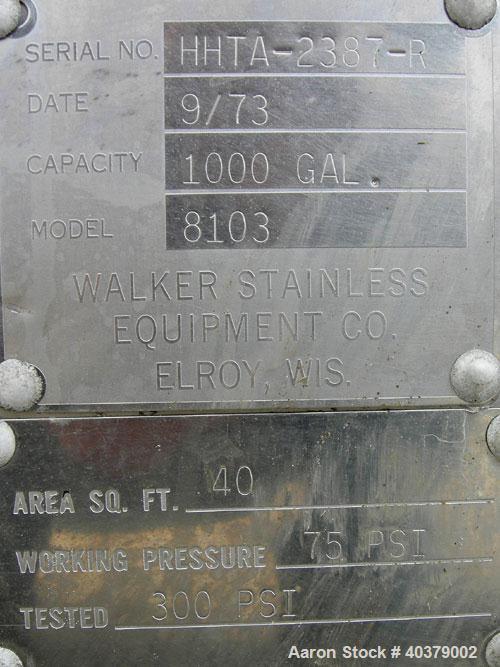 SERIAL NO. HHTA-2387-R
DATE 9/73
CAPACITY 1000 GAL.
MODEL 8103
WALKER STAINLESS
EQUIPMENT CO.
ELROY, WIS.
AREA SQ. FT. 40
WORKING PRESSURE 75 PSI
TESTED 300 PSI
Aaron Stock # 40379002